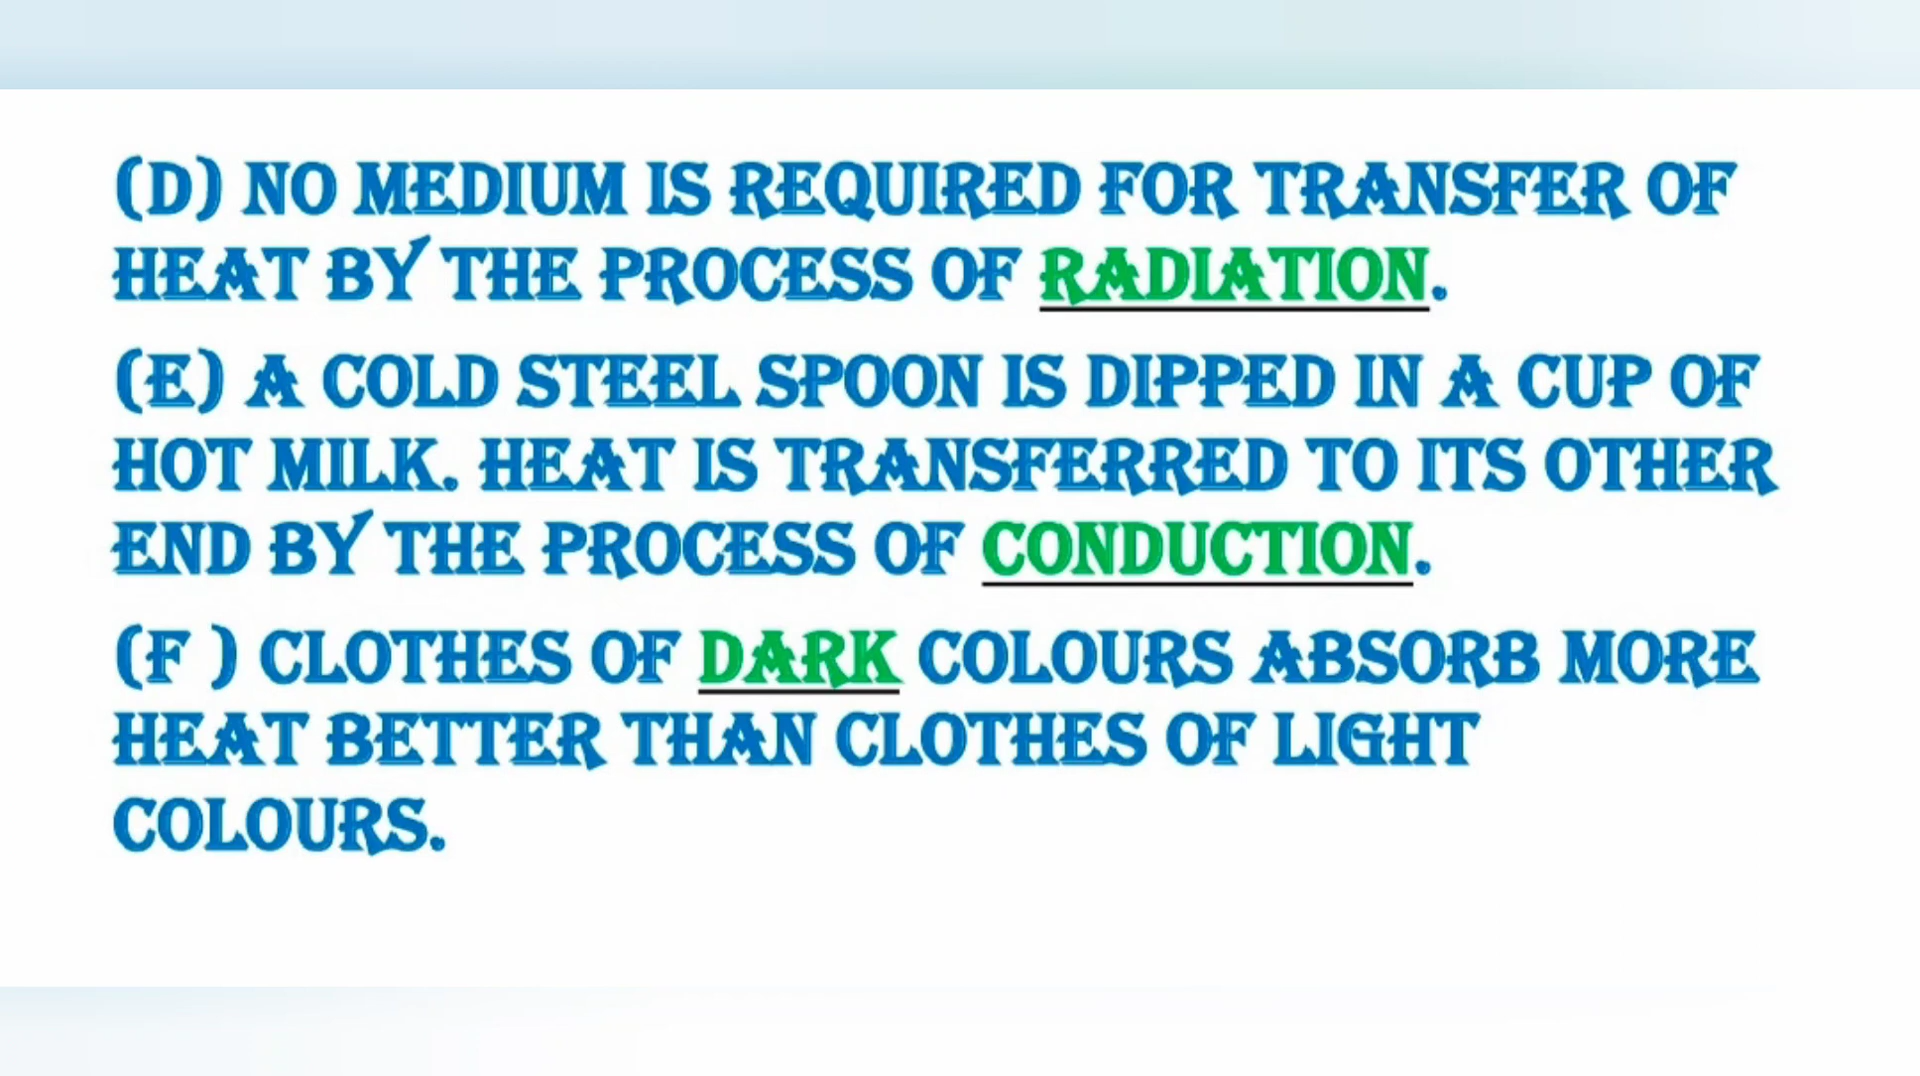 (D) NO MEDIUM IS REQUIRED FOR TRANSFER OF
HEAT BY THE PROCESS OF RADIATION.
(E) A COLD STEEL SPOON IS DIPPED IN A CUP OF
HOT MILK. HEAT IS TRANSFERRED TO ITS OTHER
END BY THE PROCESS OF CONDUCTION.
(F ) CLOTHES OF DARK COLOURS ABSORB MORE
HEAT BETTER THAN CLOTHES OF LIGHT
COLOURS.